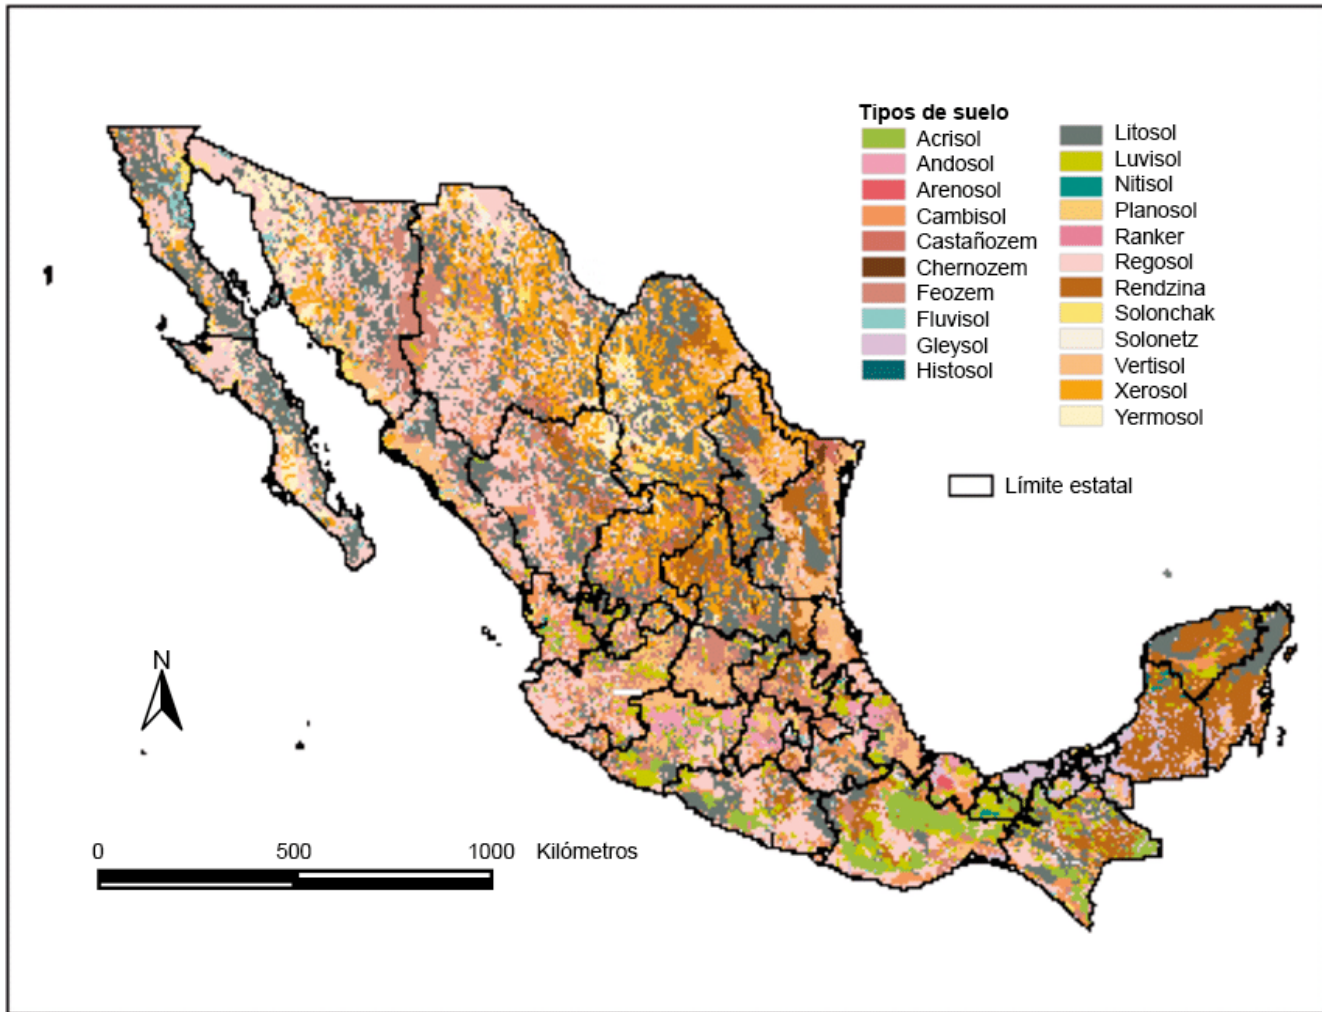 Tipos de suelo
Acrisol
Andosol
Arenosol
Cambisol
Castañozem
Chernozem
Feozem
Fluvisol
Gleysol
Histosol
Litosol
Luvisol
Nitisol
Planosol
Ranker
Regosol
Rendzina
Solonchak
Solonetz
Vertisol
Xerosol
Yermosol
Límite estatal
N
0 500 1000 Kilómetros